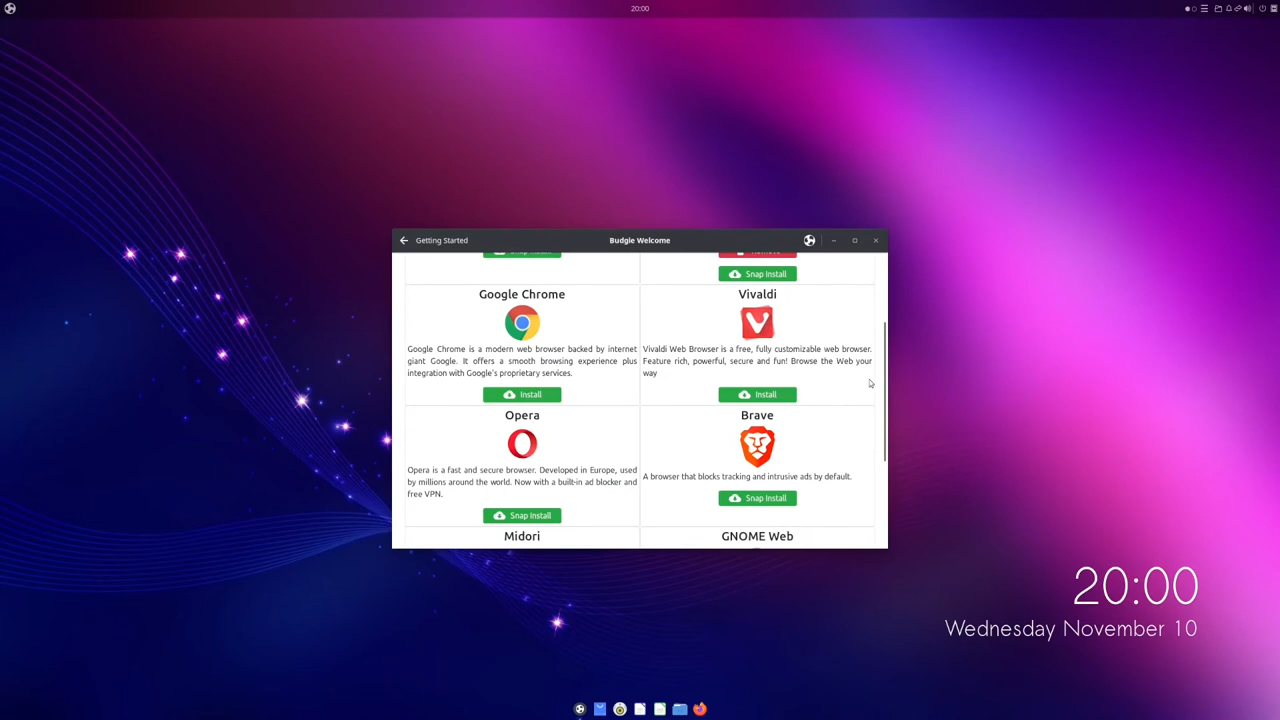 20:00
Getting Started
Budgie Welcome
Snap Install
Google Chrome
Google Chrome is a modern web browser backed by internet
giant Google. It offers a smooth browsing experience plus
integration with Google's proprietary services.
Install
Vivaldi
Vivaldi Web Browser is a free, fully customizable web browser.
Feature rich, powerful, secure and fun! Browse the Web your
way
Install
Opera
Opera is a fast and secure browser. Developed in Europe, used
by millions around the world. Now with a built-in ad blocker and
free VPN.
Snap Install
Brave
A browser that blocks tracking and intrusive ads by default.
Snap Install
Midori
GNOME Web
20:00
Wednesday November 10